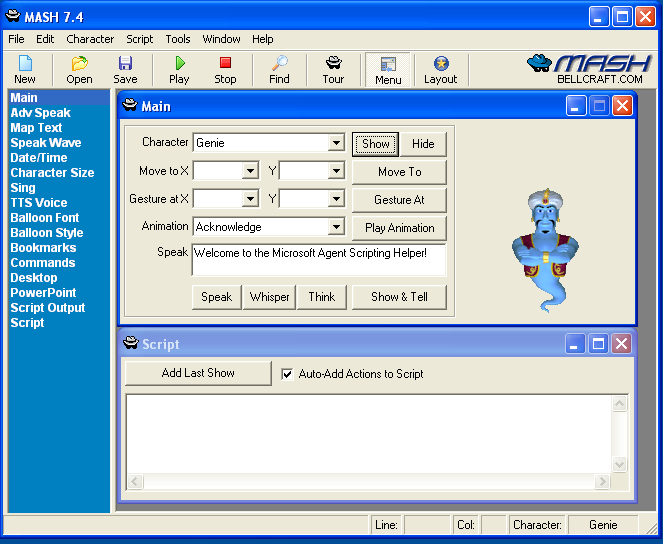 MASH 7.4
File Edit Character Script Tools Window Help
New Open Save Play Stop Find Tour Menu Layout
MASH
BELLCRAFT.COM
Main
Adv Speak
Map Text
Speak Wave
Date/Time
Character Size
Sing
TTS Voice
Balloon Font
Balloon Style
Bookmarks
Commands
Desktop
PowerPoint
Script Output
Script
Main
Character Genie Show Hide
Move to X Y Move To
Gesture at X Y Gesture At
Animation Acknowledge Play Animation
Speak Welcome to the Microsoft Agent Scripting Helper!
Speak Whisper Think Show & Tell
Script
Add Last Show Auto-Add Actions to Script
Line: Col: Character: Genie